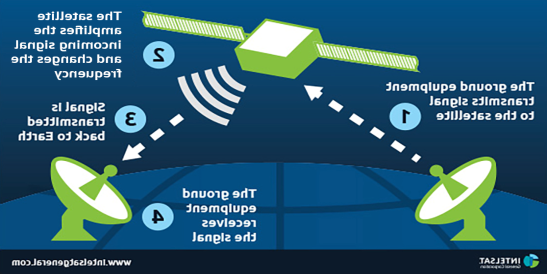 The ground equipment
transmits signal
to the satellite
1
The satellite
amplifies the
incoming signal
and changes the
frequency
2
Signal is
transmitted
back to Earth
3
The ground
equipment
receives
the signal
4
INTELSAT
General Corporation
www.intelsatgeneral.com